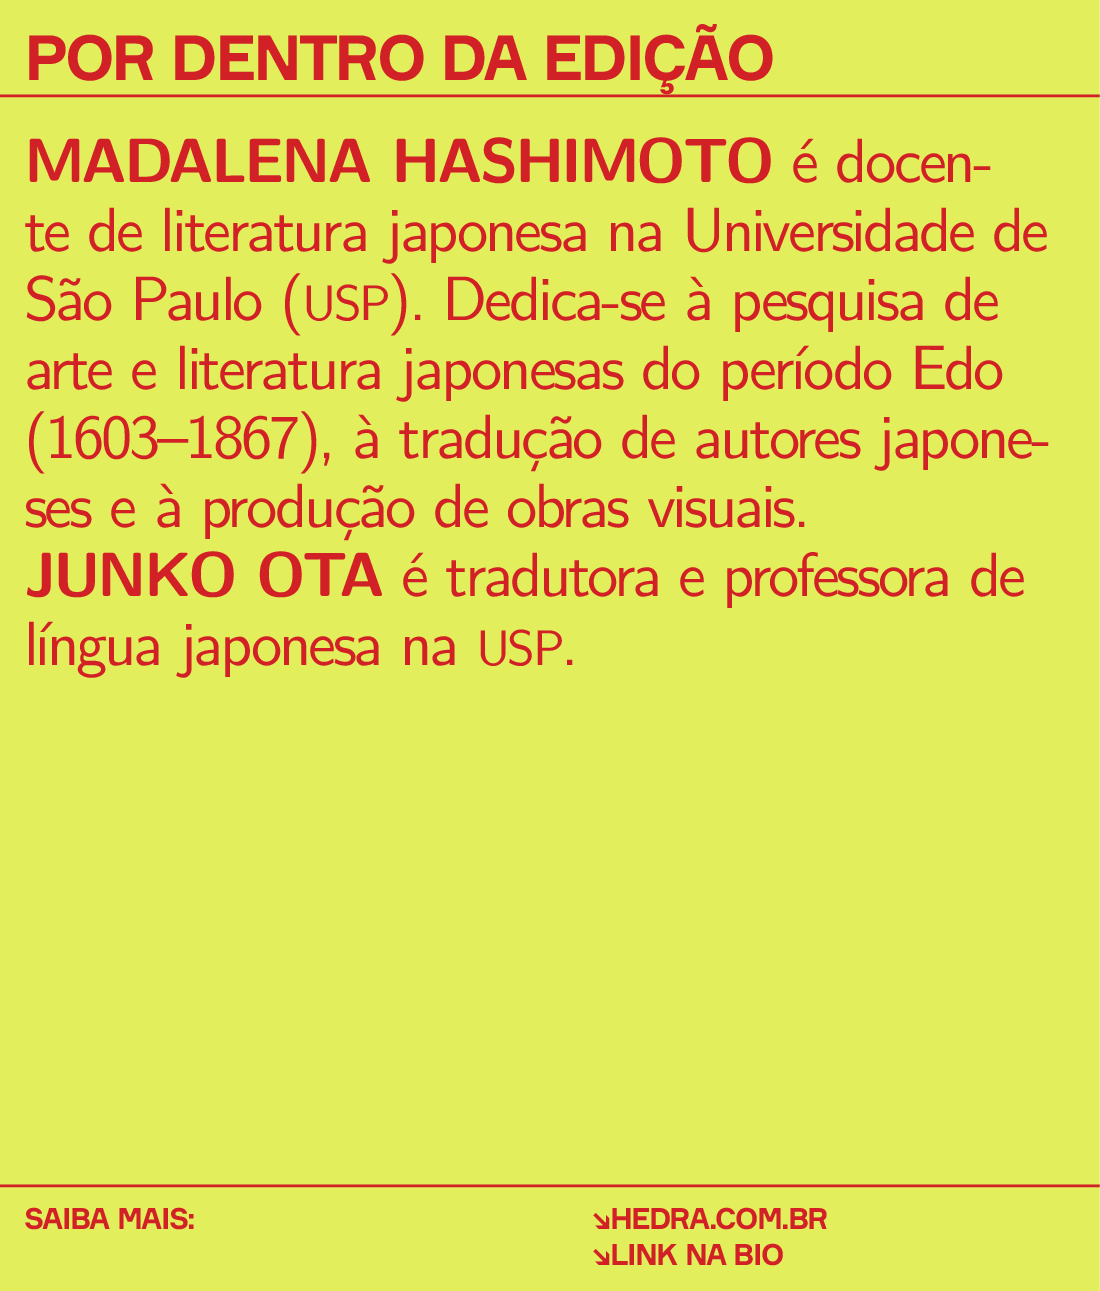 POR DENTRO DA EDIÇÃO
MADALENA HASHIMOTO é docen-
te de literatura japonesa na Universidade de
São Paulo (USP). Dedica-se à pesquisa de
arte e literatura japonesas do período Edo
(1603–1867), à tradução de autores japone-
ses e à produção de obras visuais.
JUNKO OTA é tradutora e professora de
língua japonesa na USP.
SAIBA MAIS:
↘HEDRA.COM.BR
↘LINK NA BIO